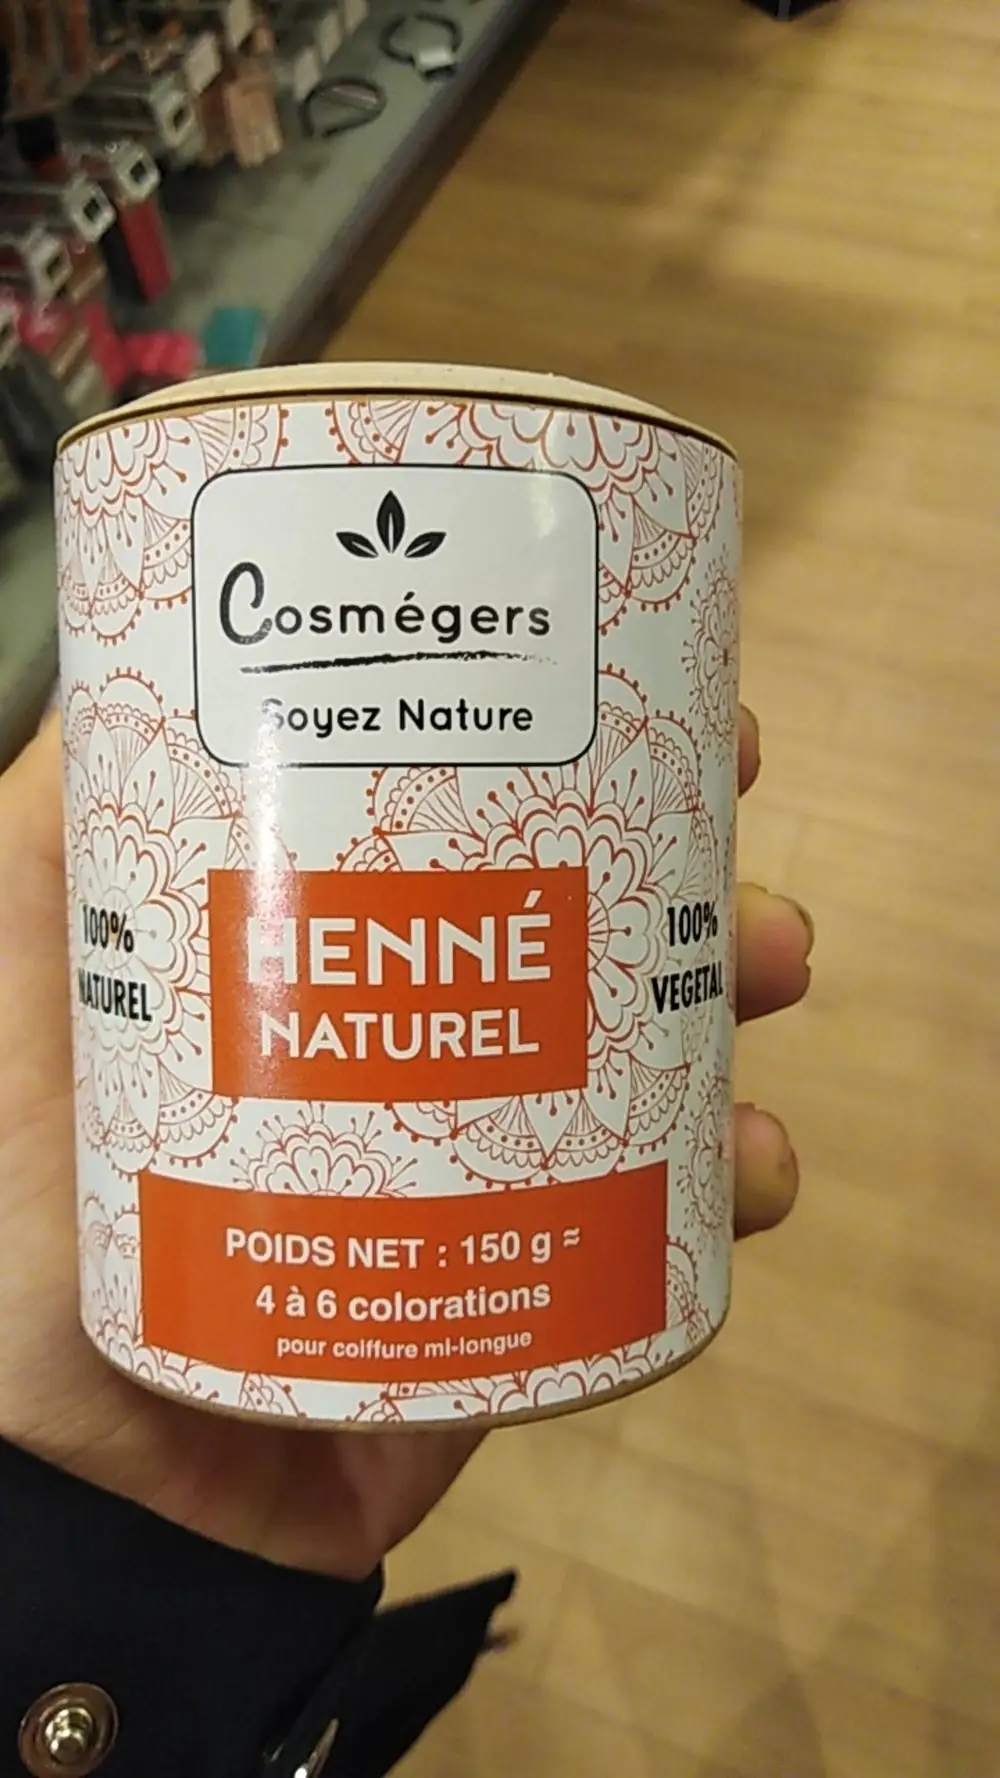 Cosmégers
Soyez Nature
100%
NATUREL
HENNÉ
NATUREL
100%
VEGETAL
POIDS NET : 150 g ≈
4 à 6 colorations
pour coiffure mi-longue